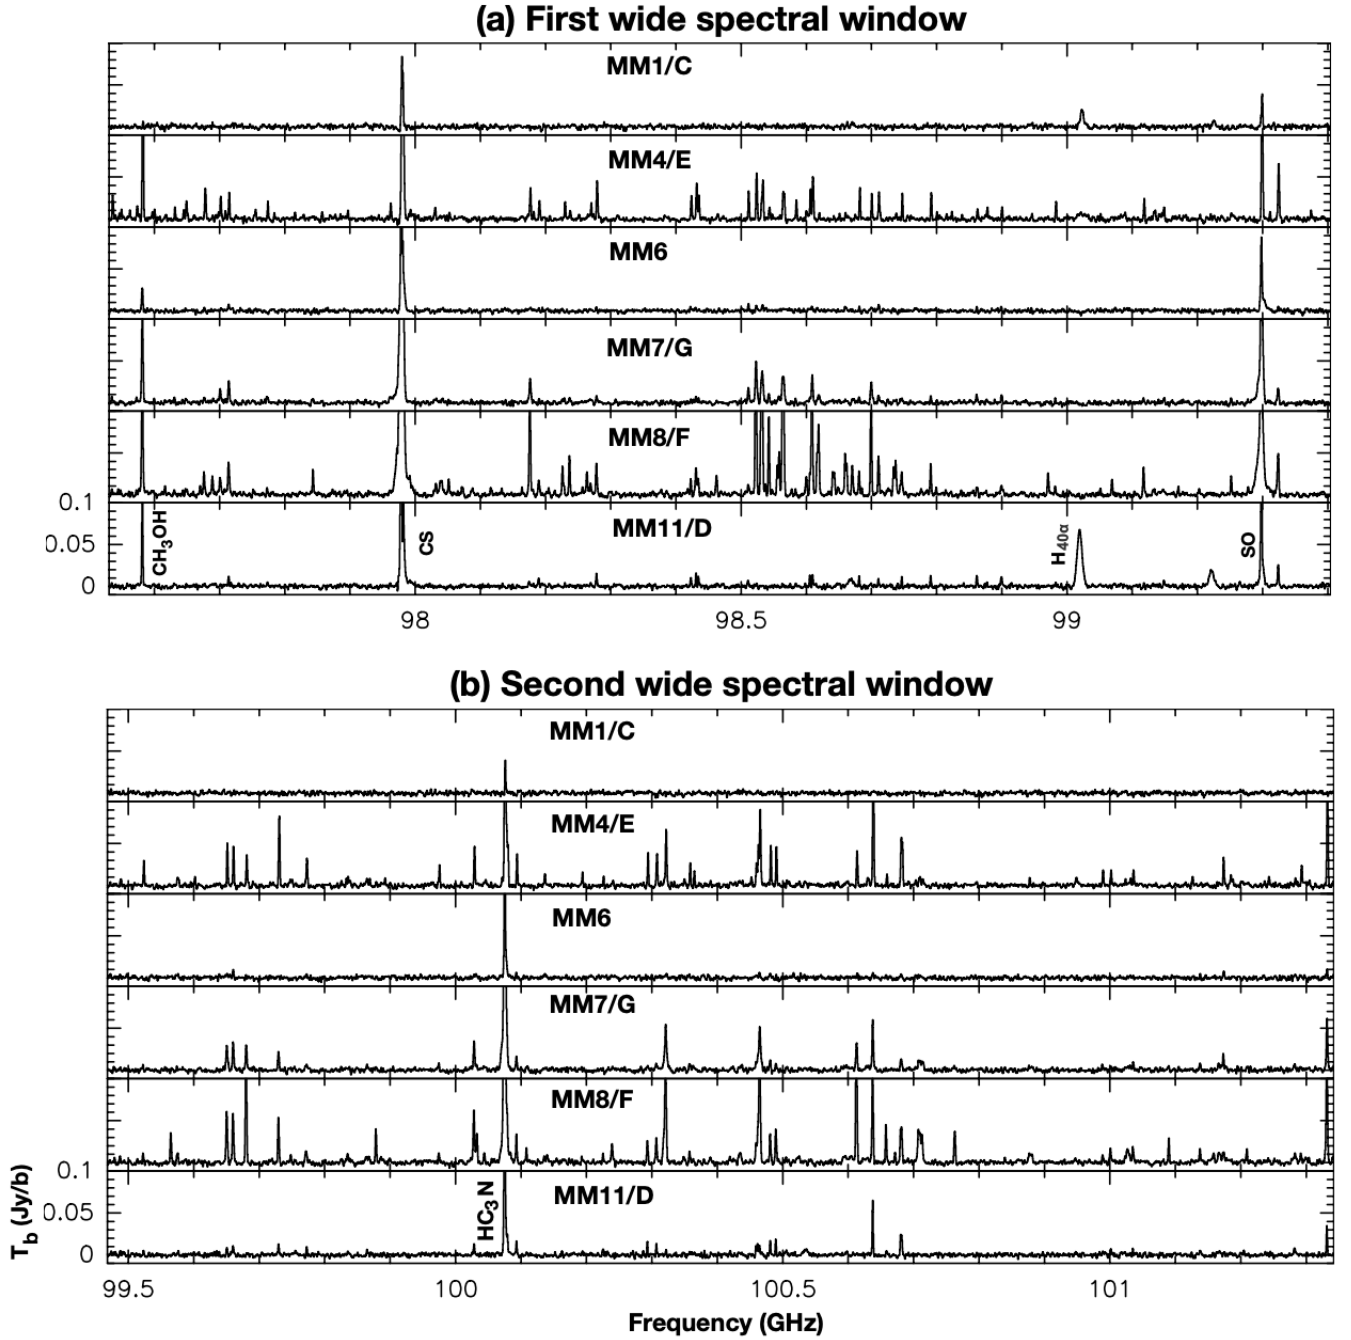 (a) First wide spectral window
MM1/C
MM4/E
MM6
MM7/G
MM8/F
MM11/D
0.1
0.05
0
CH3OH
CS
H40α
SO
98
98.5
99
(b) Second wide spectral window
MM1/C
MM4/E
MM6
MM7/G
MM8/F
MM11/D
0.1
0.05
0
HC3N
Tb (Jy/b)
99.5
100
100.5
101
Frequency (GHz)